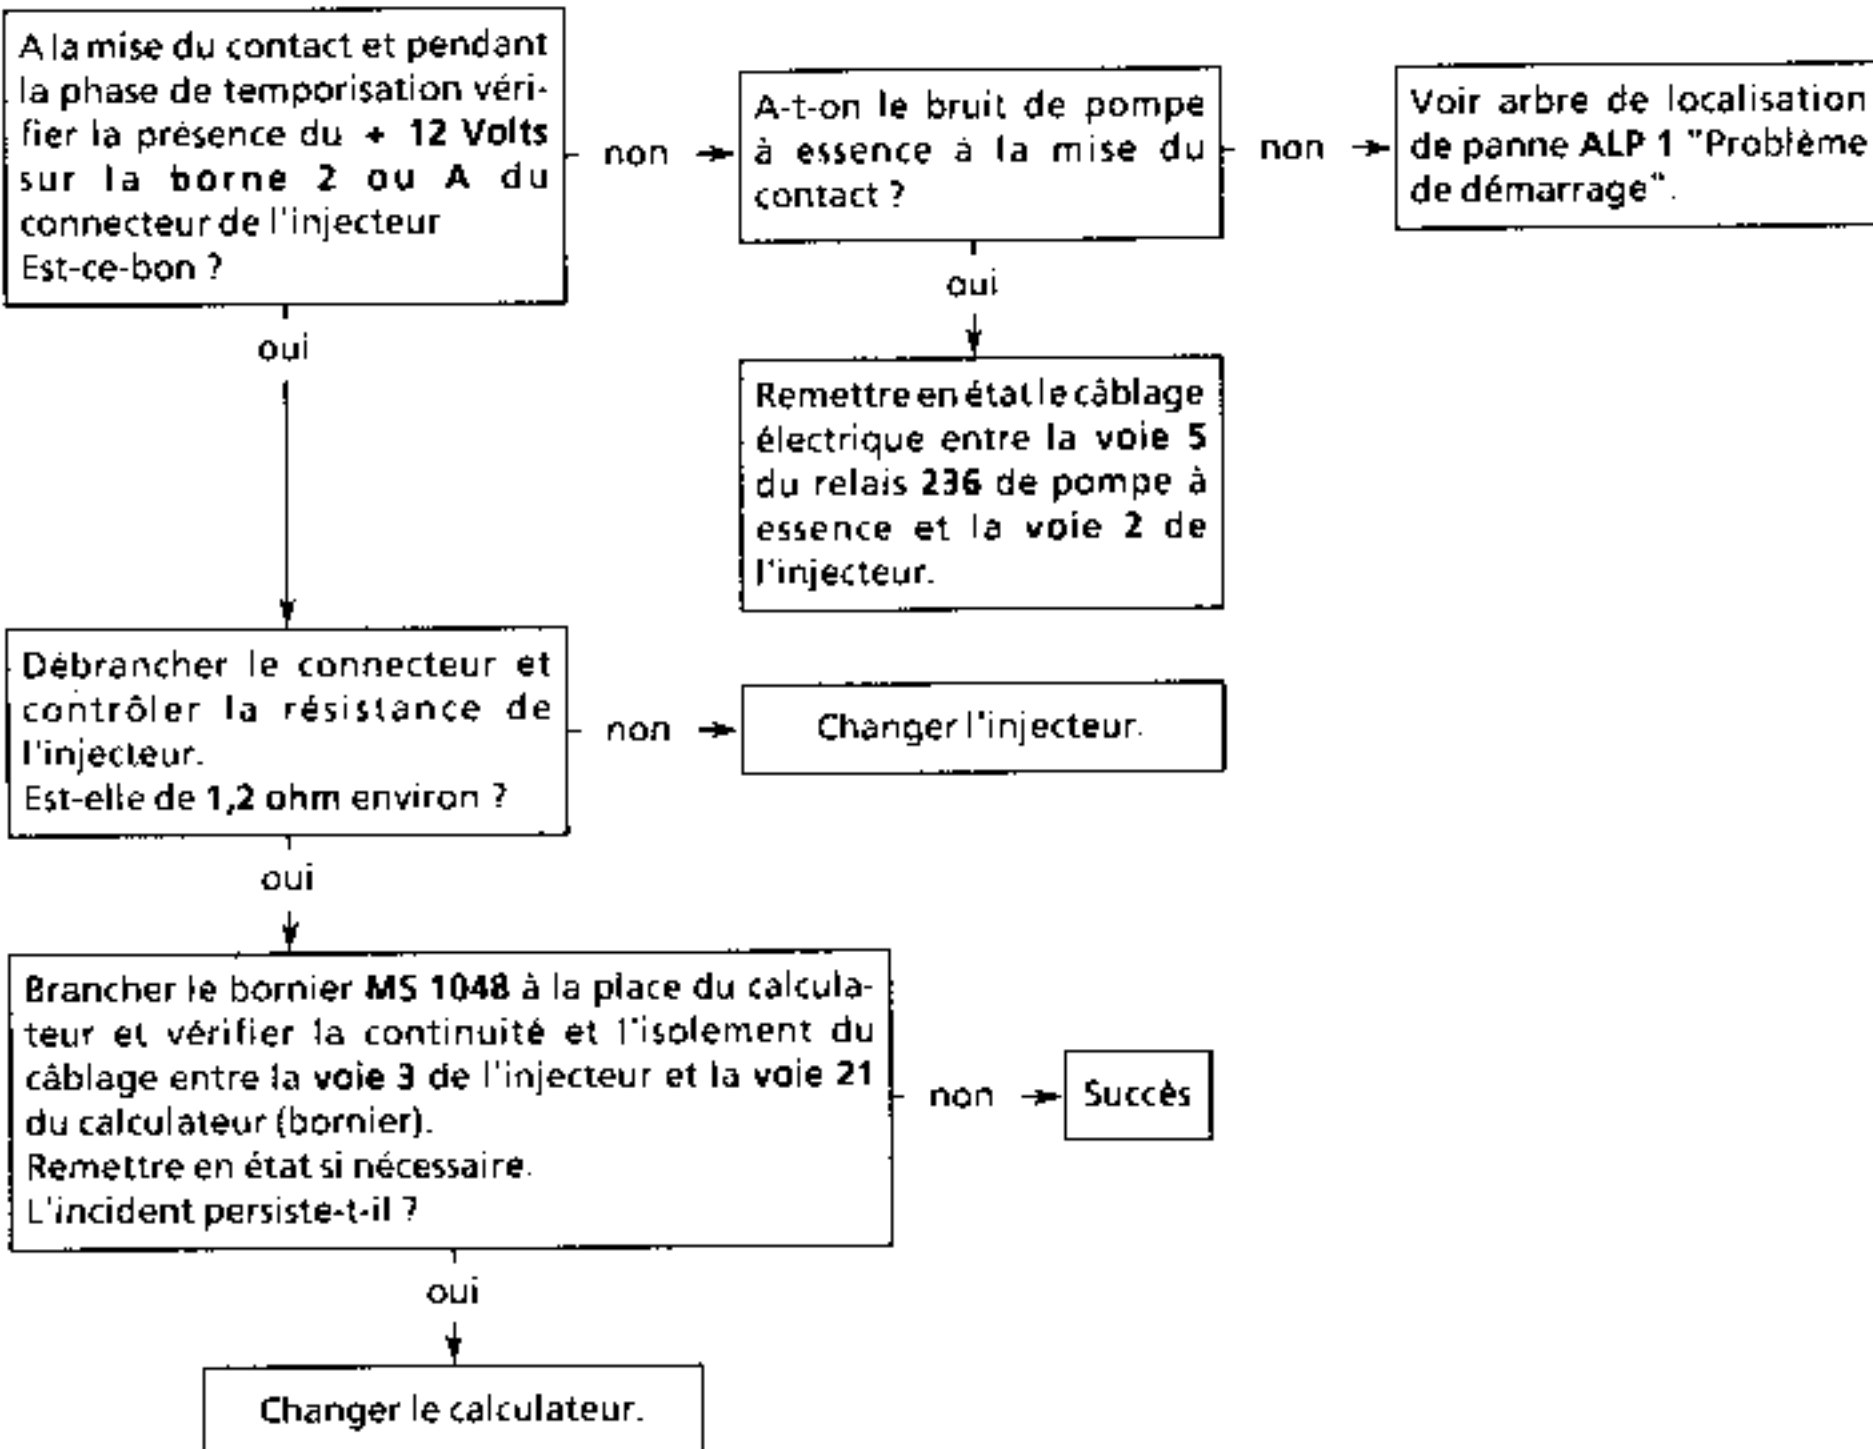 A la mise du contact et pendant
la phase de temporisation véri-
fier la présence du + 12 Volts
sur la borne 2 ou A du
connecteur de l'injecteur
Est-ce-bon ?
non
A-t-on le bruit de pompe
à essence à la mise du
contact ?
non
Voir arbre de localisation
de panne ALP 1 "Problème
de démarrage".
oui
oui
Remettre en état le câblage
électrique entre la voie 5
du relais 236 de pompe à
essence et la voie 2 de
l'injecteur.
Débrancher le connecteur et
contrôler la résistance de
l'injecteur.
Est-elle de 1,2 ohm environ ?
non
Changer l'injecteur.
oui
Brancher le bornier MS 1048 à la place du calcula-
teur et vérifier la continuité et l'isolement du
câblage entre la voie 3 de l'injecteur et la voie 21
du calculateur (bornier).
Remettre en état si nécessaire.
L'incident persiste-t-il ?
non
Succès
oui
Changer le calculateur.